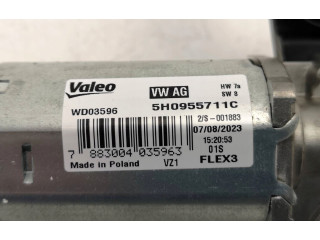 Valeo
VW AG
HW 7a
SW 8
WD03596
5H0955711C
2/S-001883
07/08/2023
15:20:53
01S
7 883004 035963
Made in Poland
VZ1
FLEX3